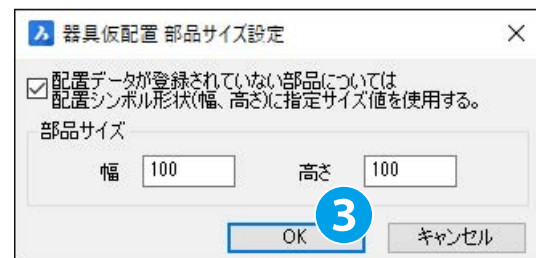 器具仮配置 部品サイズ設定
配置データが登録されていない部品については
配置シンボル形状(幅、高さ)に指定サイズ値を使用する。
部品サイズ
幅 100 高さ 100
OK 3 キャンセル